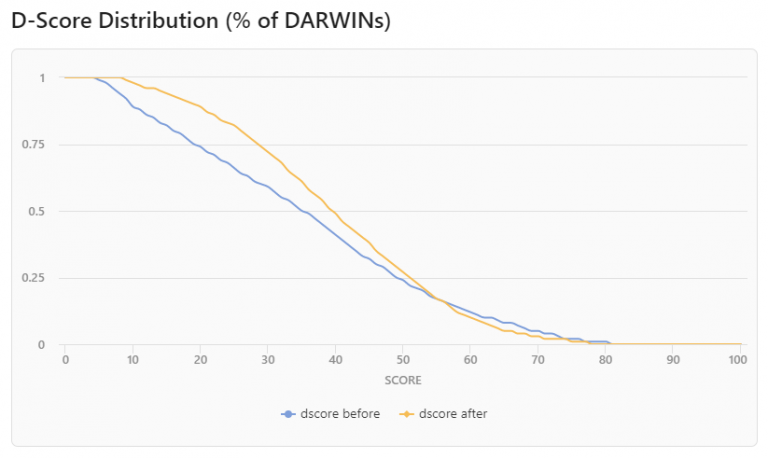 D-Score Distribution (% of DARWINs)
1
0.75
0.5
0.25
0
0 10 20 30 40 50 60 70 80 90 100
SCORE
dscore before dscore after